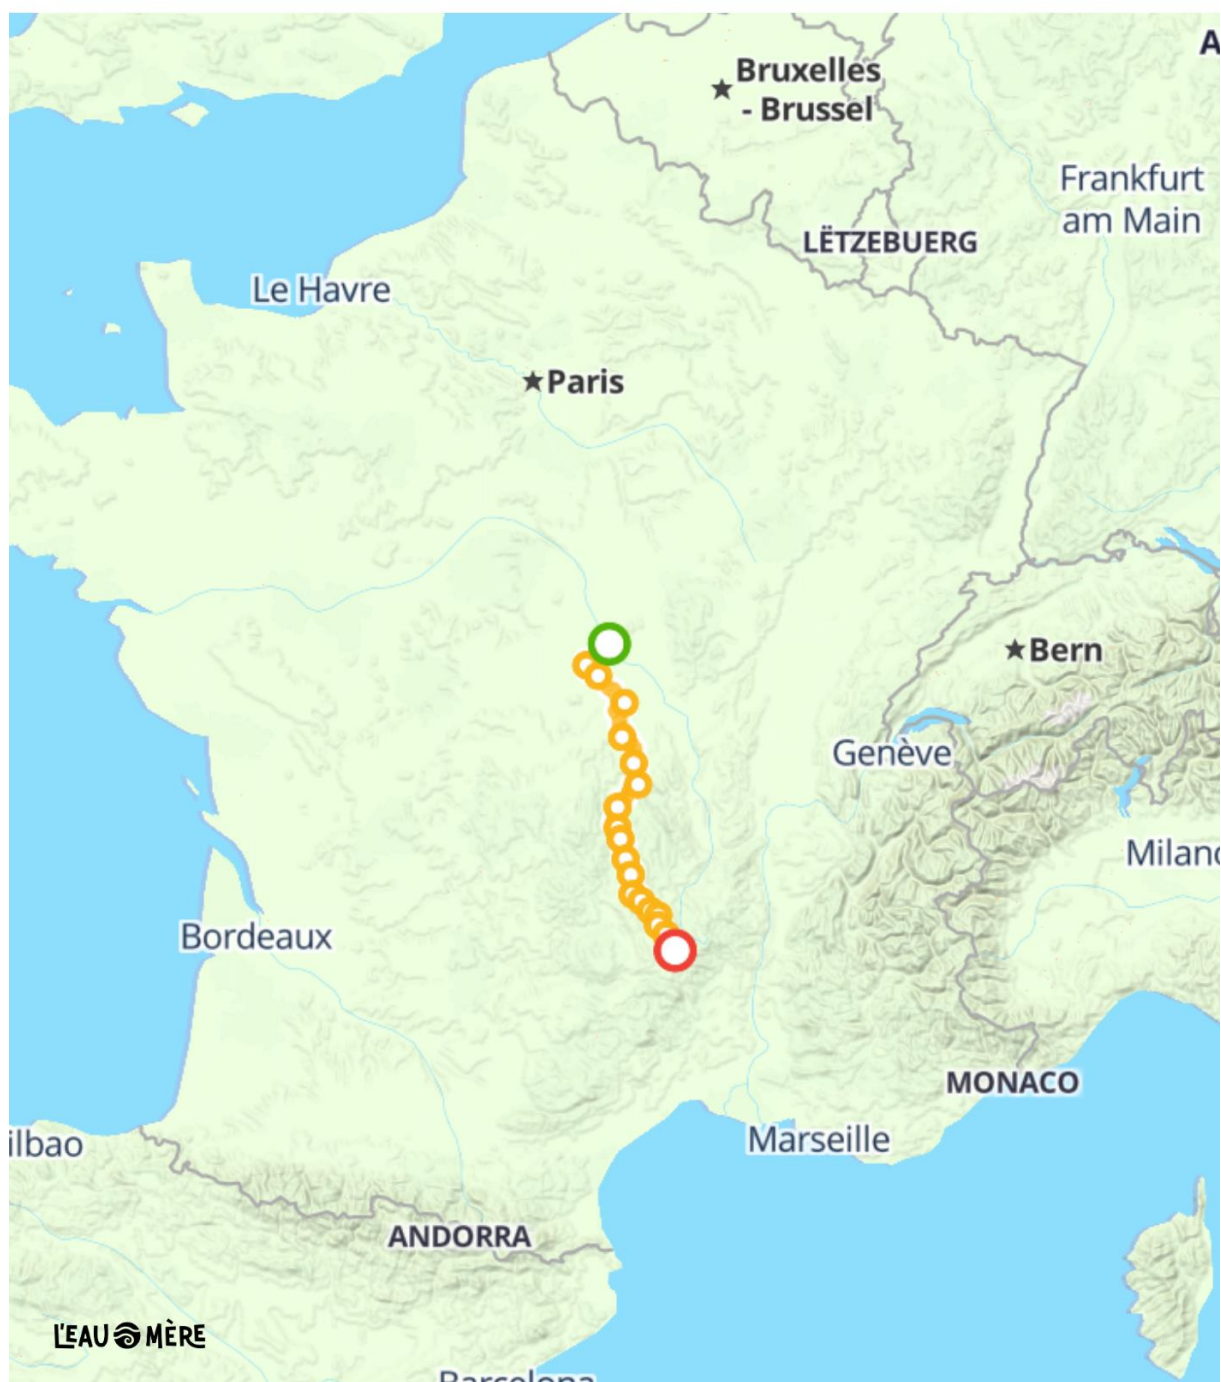 A
Bruxelles
- Brussel
Frankfurt
am Main
LËTZEBUERG
Le Havre
Paris
Bern
Genève
Milano
Bordeaux
MONACO
Marseille
ilbao
ANDORRA
L'EAU MÈRE
Barcelona